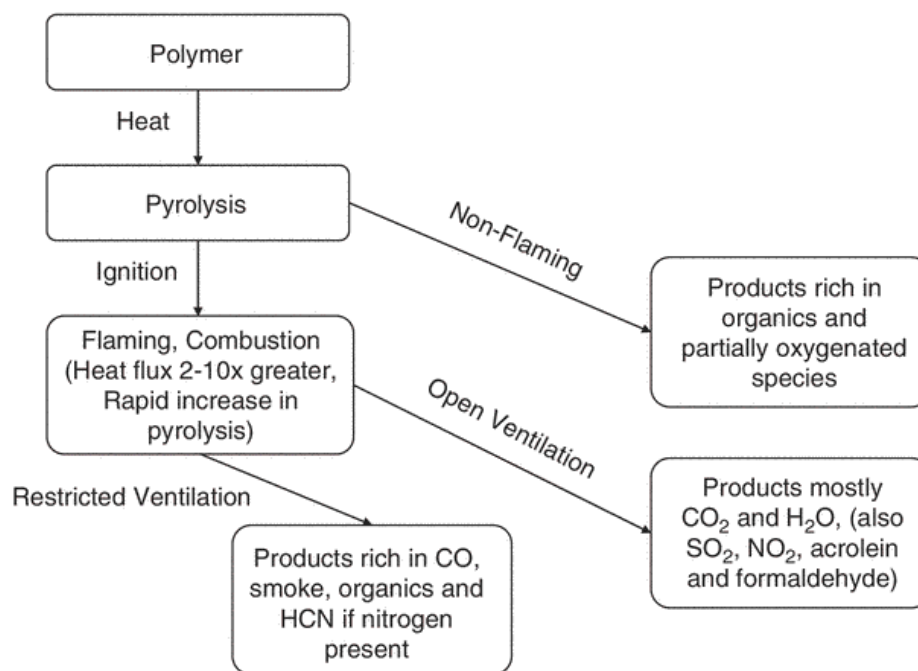 Polymer
Heat
Pyrolysis
Non-Flaming
Ignition
Products rich in
organics and
partially oxygenated
species
Flaming, Combustion
(Heat flux 2-10x greater,
Rapid increase in
pyrolysis)
Open Ventilation
Restricted Ventilation
Products mostly
CO₂ and H₂O, (also
SO₂, NO₂, acrolein
and formaldehyde)
Products rich in CO,
smoke, organics and
HCN if nitrogen
present